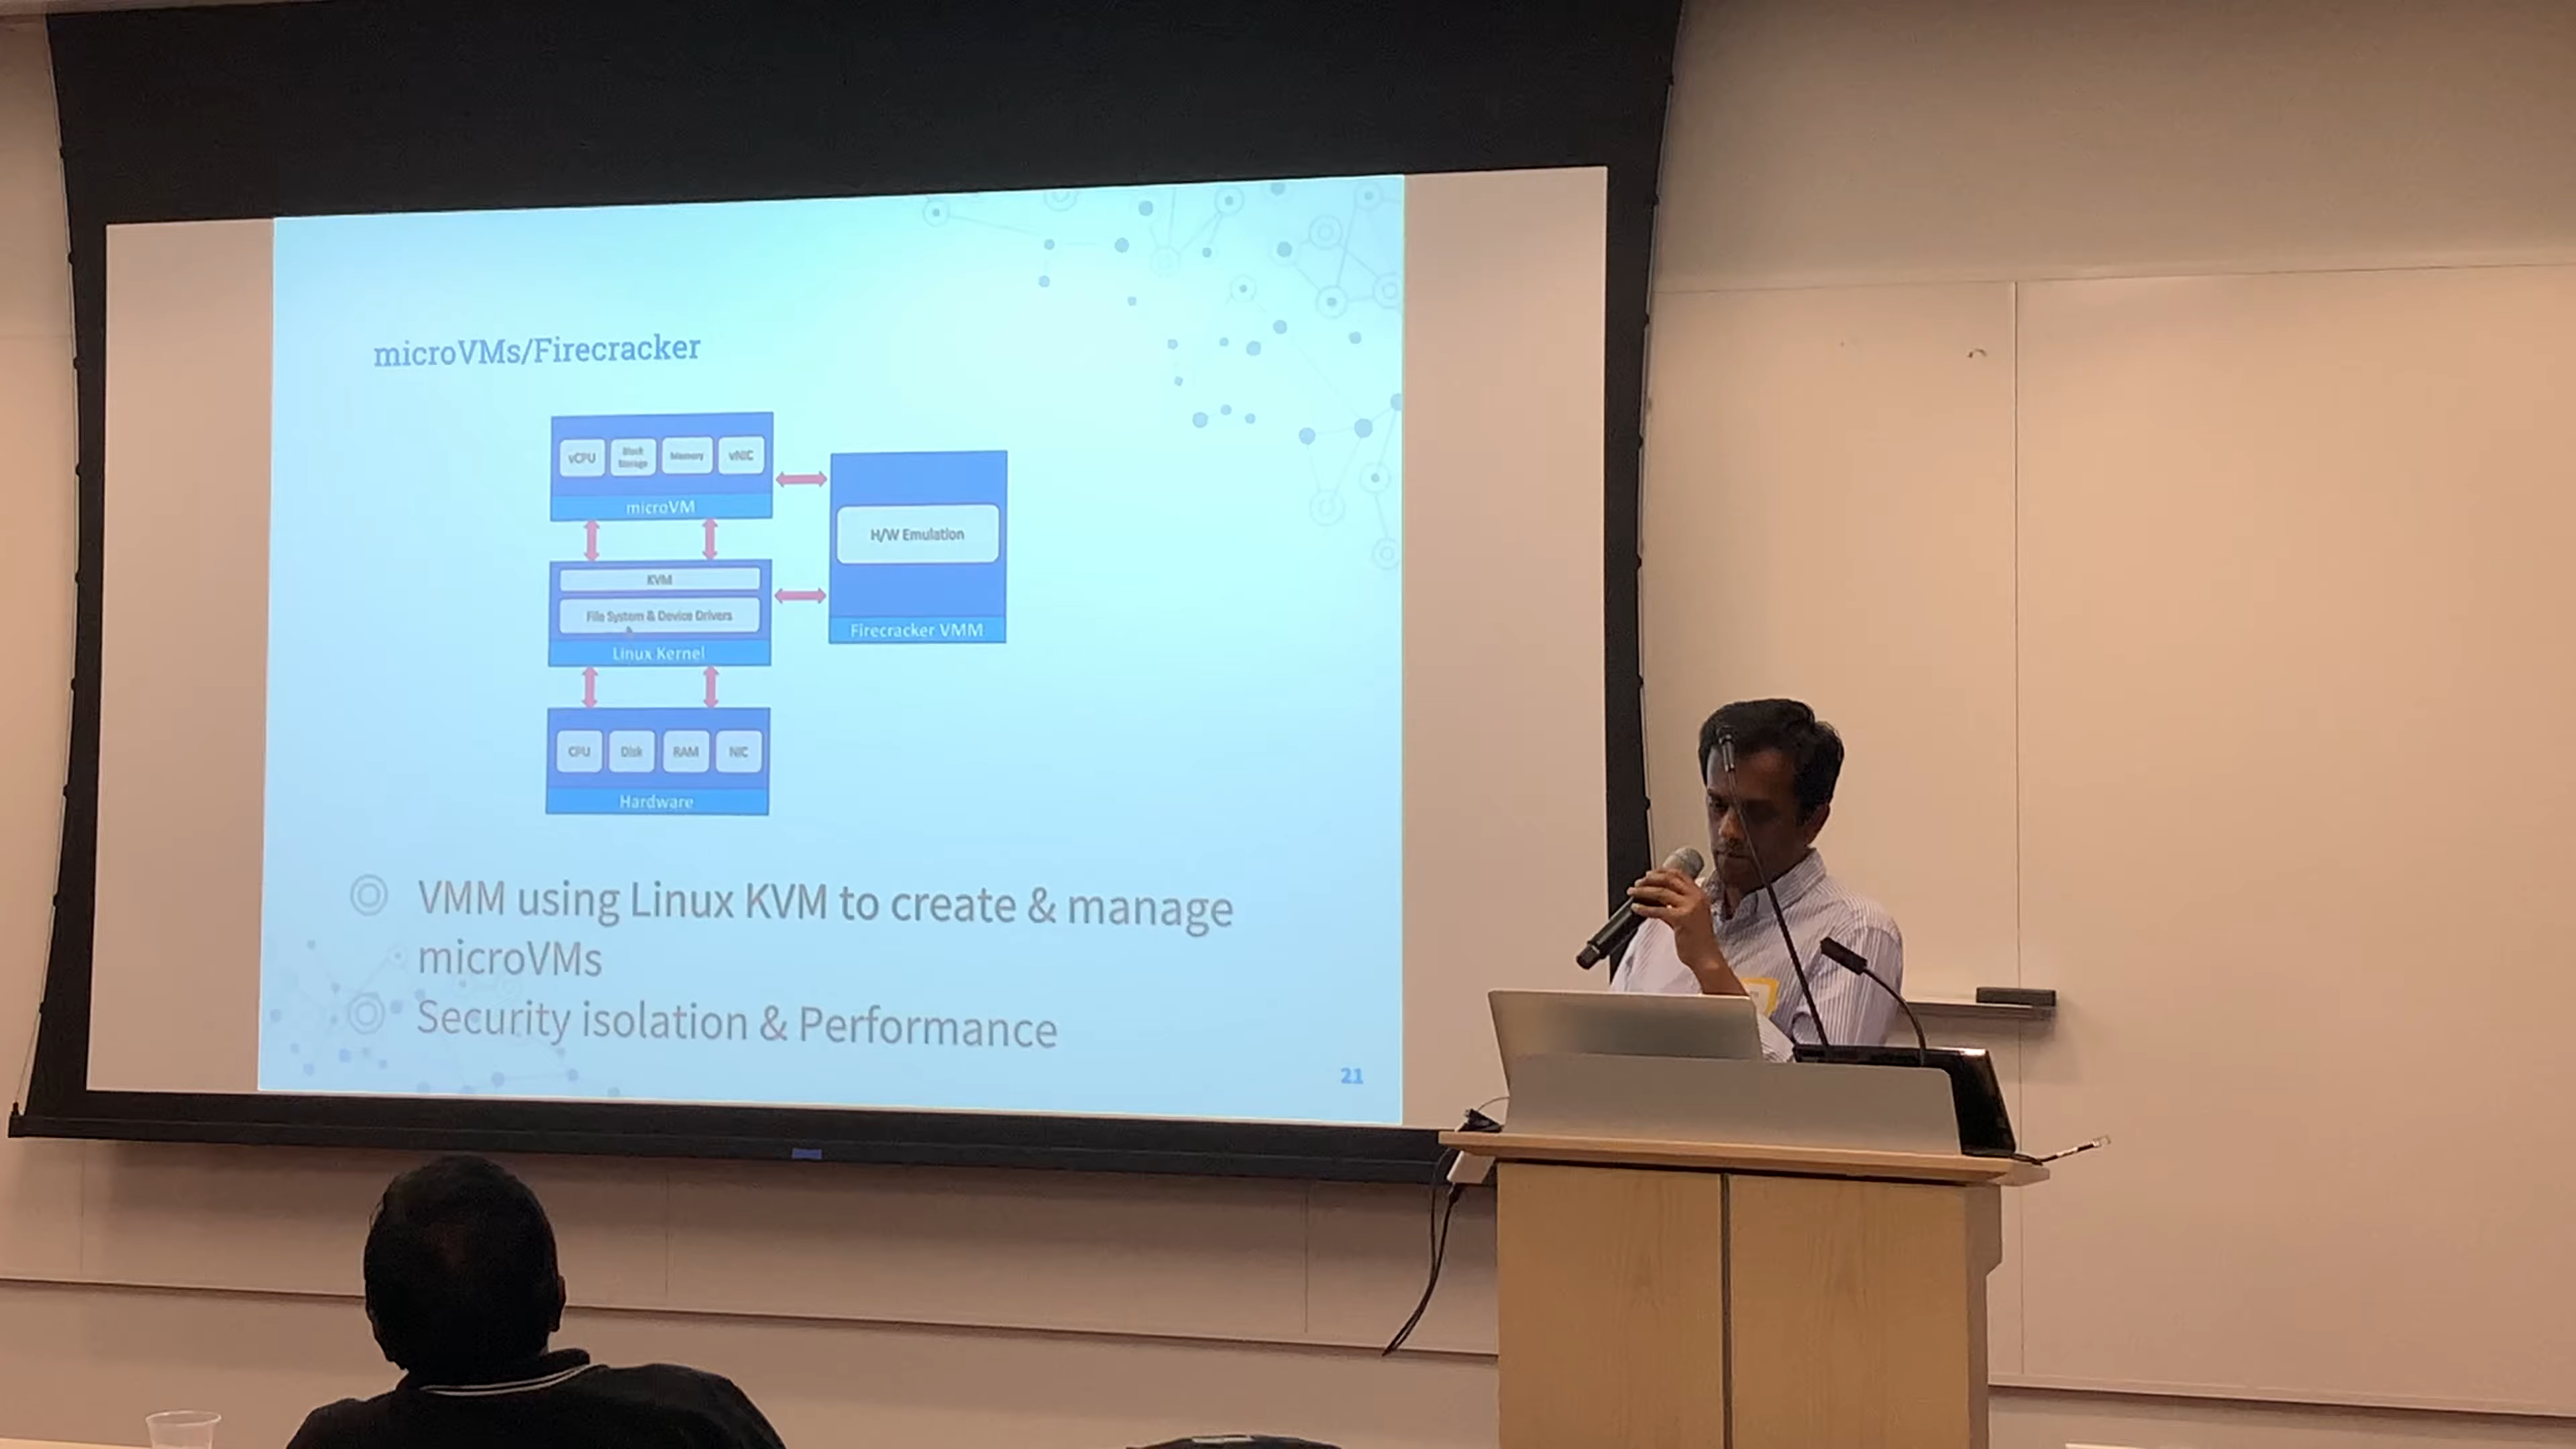 microVMs/Firecracker
vCPU
Block
Storage
Memory
vNIC
microVM
H/W Emulation
Firecracker VMM
KVM
File System & Device Drivers
Linux Kernel
CPU
Disk
RAM
NIC
Hardware
VMM using Linux KVM to create & manage
microVMs
Security isolation & Performance
21